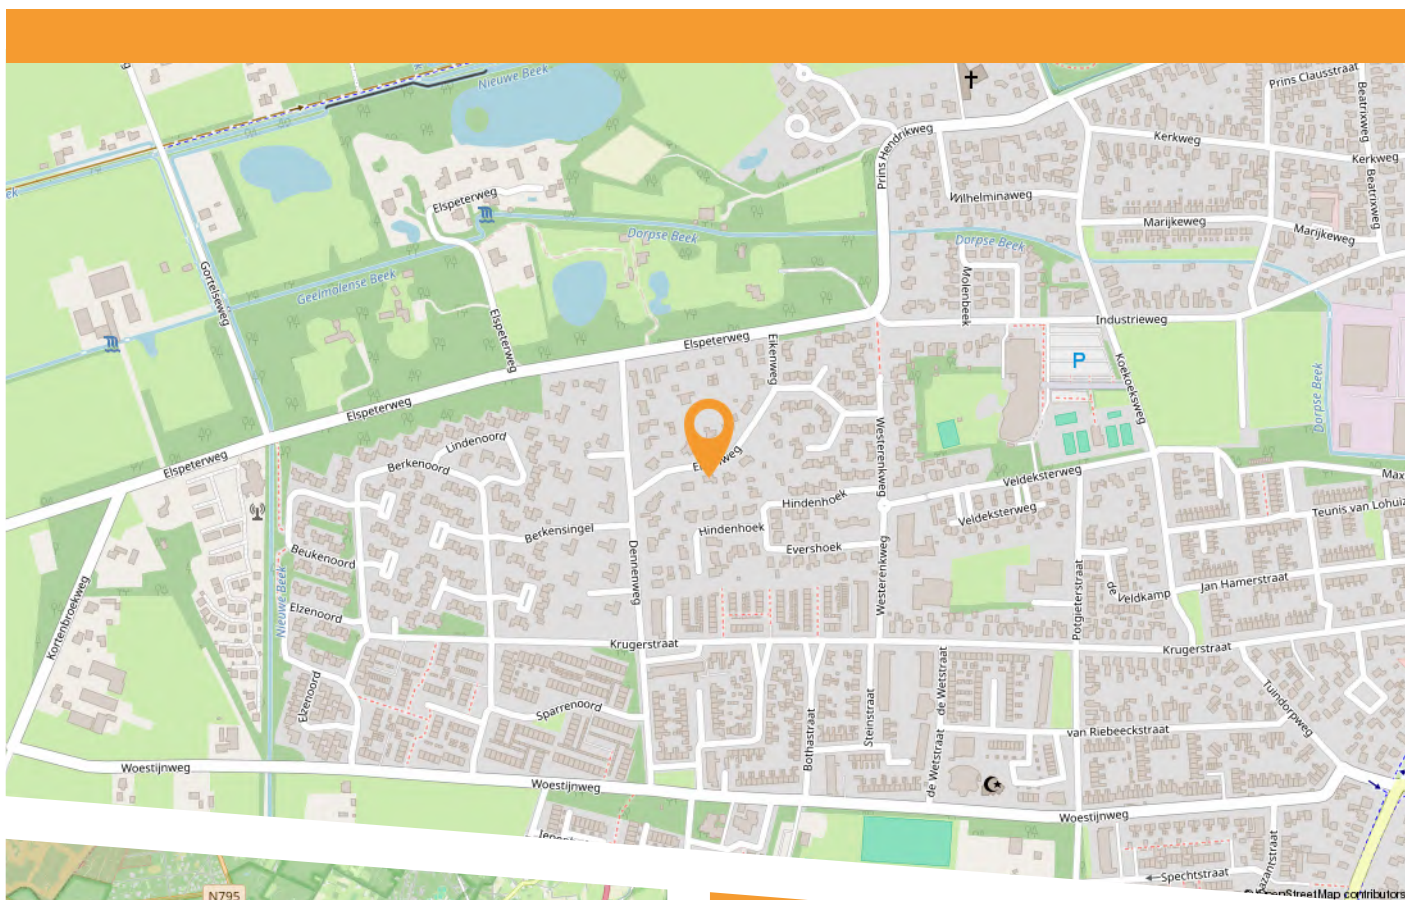 Nieuwe Beek
Prins Clausstraat
Beatrixweg
Prins Hendrikweg
Kerkweg
Kerkweg
Beatrixweg
Elspeterweg
Wilhelminaweg
Marijkeweg
Marijkeweg
Dorpse Beek
Dorpse Beek
Gortelseweg
Geelmolense Beek
Molenbeek
Elspeterweg
Industrieweg
Elspeterweg
Eikenweg
P
Koekoeksweg
Dorpse Beek
Elspeterweg
Lindenoord
Westerenkweg
Berkenoord
Elspeterweg
Veldeksterweg
Hindenhoek
Veldeksterweg
Teunis van Lohuiz
Berkensingel
Hindenhoek
Evershoek
Beukenoord
Dennenweg
Westerenkweg
Potgieterstraat
de Veldkamp
Jan Hamerstraat
Kortenbroekweg
Nieuwe Beek
Elzenoord
Krugerstraat
Krugerstraat
Elzenoord
Sparrenoord
Bothastraat
Steinstraat
de Wetstraat
de Wetstraat
van Riebeeckstraat
Tuindorpweg
Woestijnweg
Woestijnweg
Woestijnweg
Spechtstraat
N795
© OpenStreetMap contributors